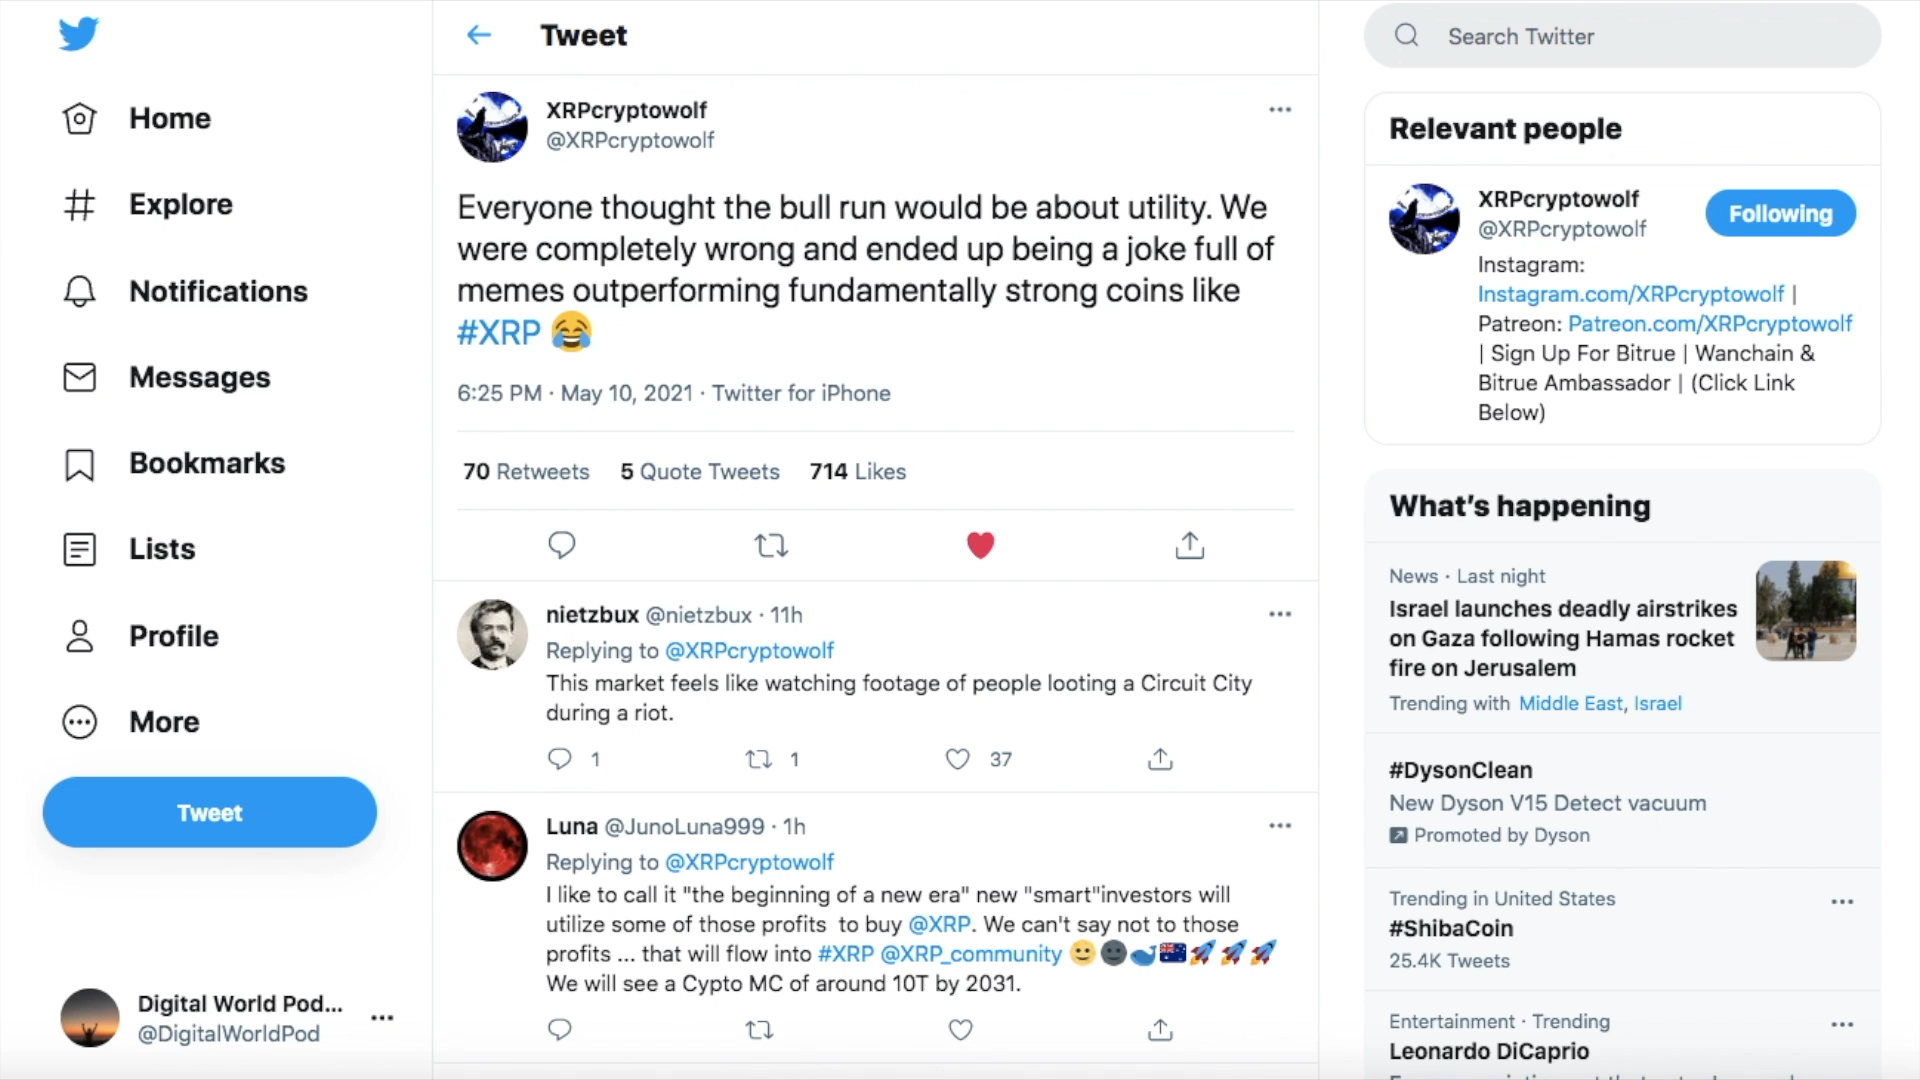 Home
Explore
Notifications
Messages
Bookmarks
Lists
Profile
More
Tweet
Digital World Pod...
@DigitalWorldPod
Tweet
XRPcryptowolf
@XRPcryptowolf
Everyone thought the bull run would be about utility. We
were completely wrong and ended up being a joke full of
memes outperforming fundamentally strong coins like
#XRP 😂
6:25 PM · May 10, 2021 · Twitter for iPhone
70 Retweets 5 Quote Tweets 714 Likes
nietzbux @nietzbux · 11h
Replying to @XRPcryptowolf
This market feels like watching footage of people looting a Circuit City
during a riot.
1 1 37
Luna @JunoLuna999 · 1h
Replying to @XRPcryptowolf
I like to call it "the beginning of a new era" new "smart"investors will
utilize some of those profits to buy @XRP. We can't say not to those
profits ... that will flow into #XRP @XRP_community 🙂🌚🐳🇦🇺🚀🚀🚀
We will see a Cypto MC of around 10T by 2031.
Search Twitter
Relevant people
XRPcryptowolf
@XRPcryptowolf
Following
Instagram:
Instagram.com/XRPcryptowolf |
Patreon: Patreon.com/XRPcryptowolf
| Sign Up For Bitrue | Wanchain &
Bitrue Ambassador | (Click Link
Below)
What's happening
News · Last night
Israel launches deadly airstrikes
on Gaza following Hamas rocket
fire on Jerusalem
Trending with Middle East, Israel
#DysonClean
New Dyson V15 Detect vacuum
Promoted by Dyson
Trending in United States
#ShibaCoin
25.4K Tweets
Entertainment · Trending
Leonardo DiCaprio